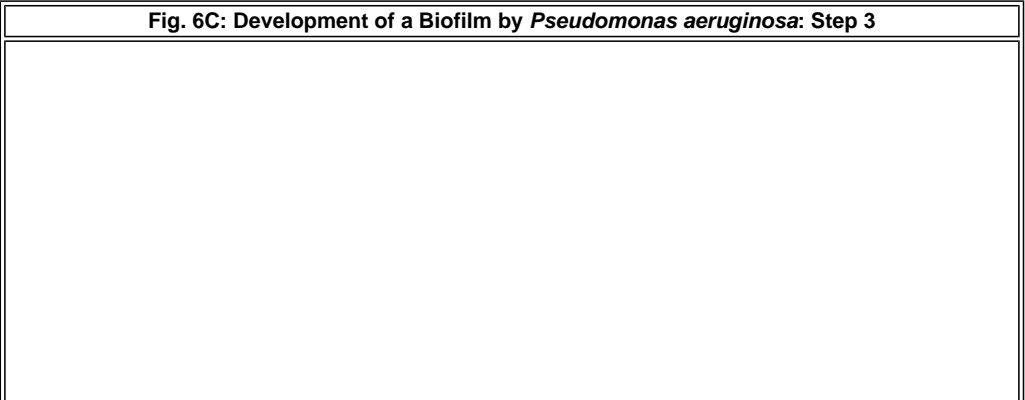 Fig. 6C: Development of a Biofilm by Pseudomonas aeruginosa: Step 3